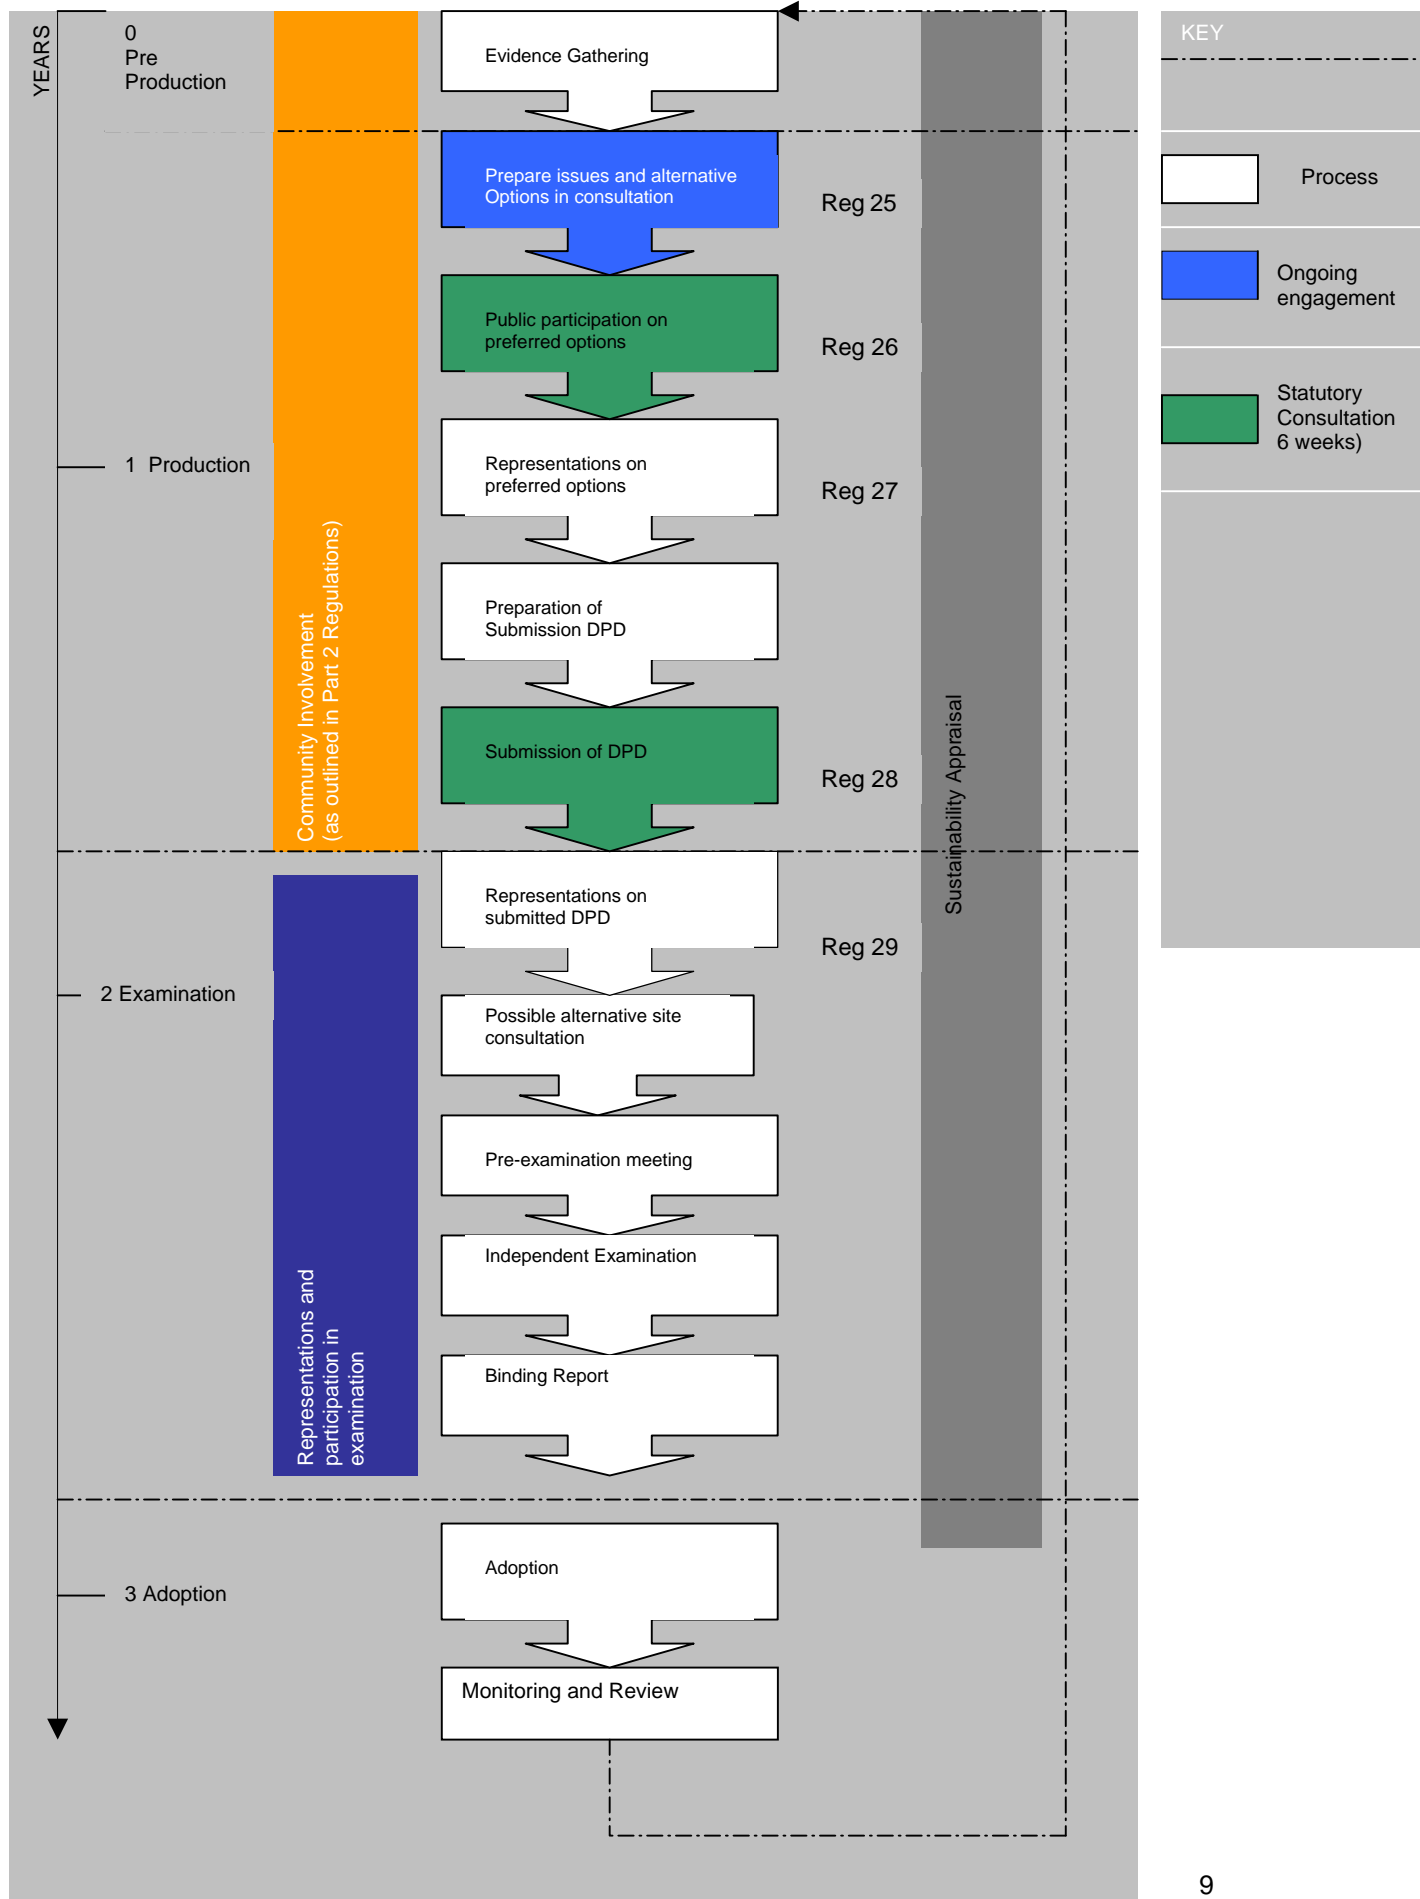 YEARS
0
Pre
Production
Evidence Gathering
KEY
Prepare issues and alternative
Options in consultation
Reg 25
Process
Ongoing
engagement
Public participation on
preferred options
Reg 26
Statutory
Consultation
6 weeks)
1 Production
Representations on
preferred options
Reg 27
Community Involvement
(as outlined in Part 2 Regulations)
Preparation of
Submission DPD
Submission of DPD
Reg 28
Sustainability Appraisal
Representations on
submitted DPD
Reg 29
2 Examination
Possible alternative site
consultation
Pre-examination meeting
Independent Examination
Representations and
participation in
examination
Binding Report
Adoption
3 Adoption
Monitoring and Review
9